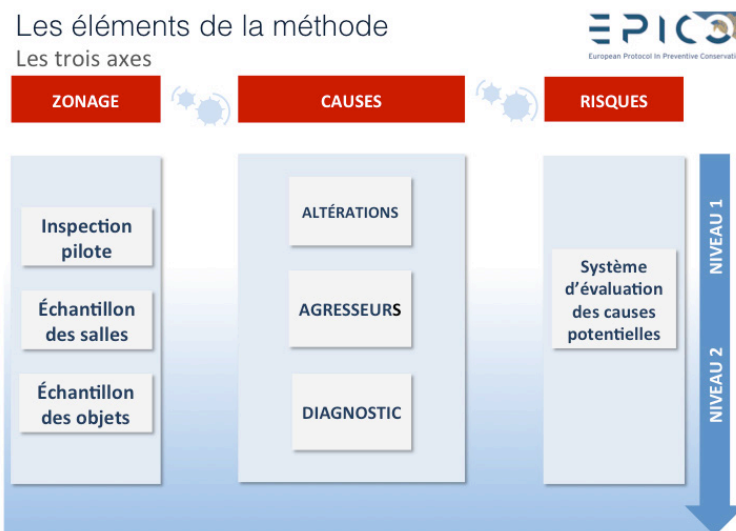 Les éléments de la méthode
Les trois axes
EPICO
European Protocol In Preventive Conservati
ZONAGE
CAUSES
RISQUES
Inspection
pilote
Échantillon
des salles
Échantillon
des objets
ALTÉRATIONS
AGRESSEURS
DIAGNOSTIC
Système
d’évaluation
des causes
potentielles
NIVEAU 1
NIVEAU 2